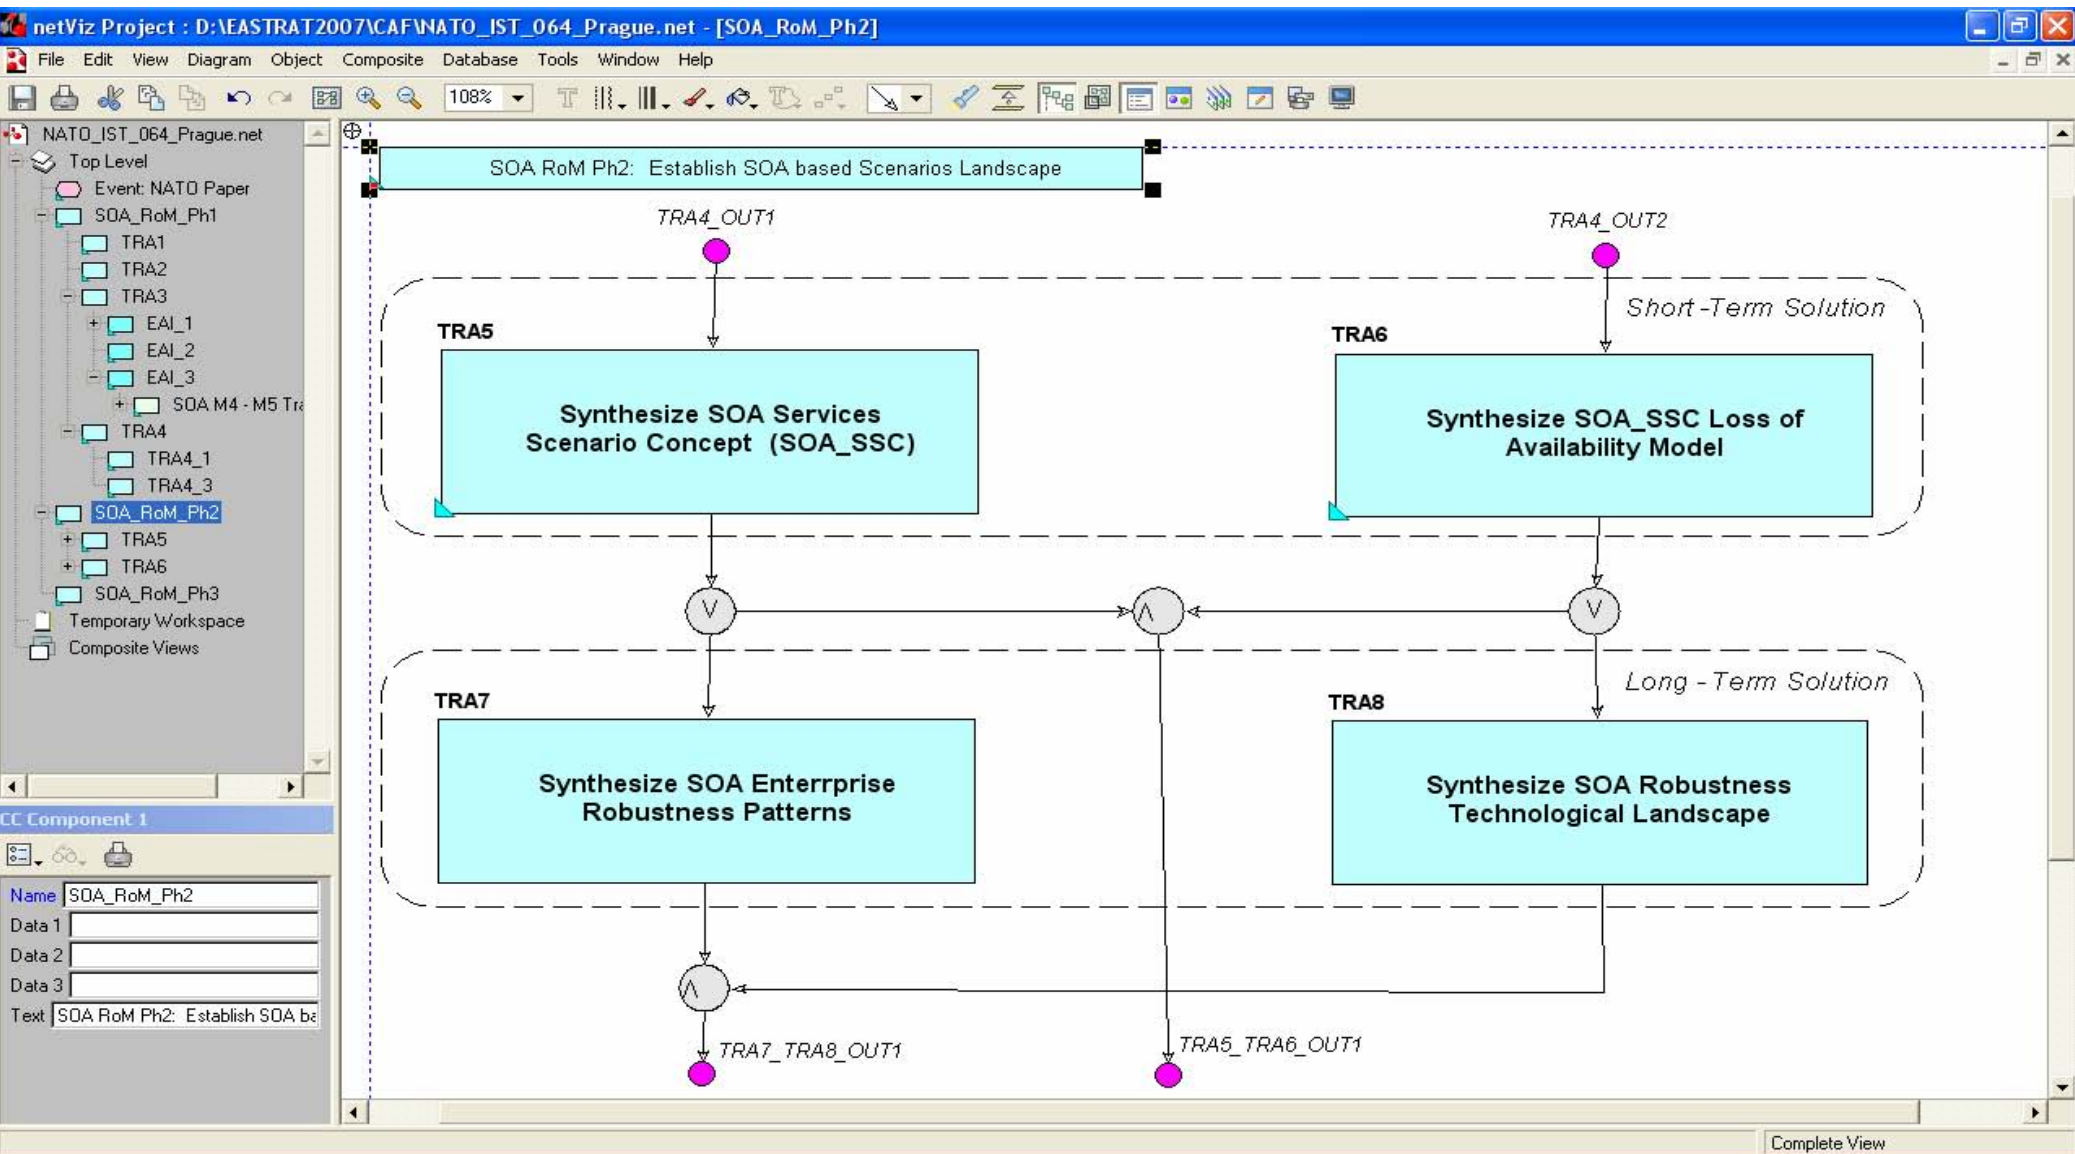 netViz Project : D:\EASTRAT2007\CAF\NATO_IST_064_Prague.net - [SOA_RoM_Ph2]
File Edit View Diagram Object Composite Database Tools Window Help
108%
NATO_IST_064_Prague.net
Top Level
Event: NATO Paper
SOA_RoM_Ph1
TRA1
TRA2
TRA3
EAI_1
EAI_2
EAI_3
SOA M4 - M5 Tra
TRA4
TRA4_1
TRA4_3
SOA_RoM_Ph2
TRA5
TRA6
SOA_RoM_Ph3
Temporary Workspace
Composite Views
CC Component 1
Name SOA_RoM_Ph2
Data 1
Data 2
Data 3
Text SOA RoM Ph2: Establish SOA ba
SOA RoM Ph2: Establish SOA based Scenarios Landscape
TRA4_OUT1
TRA4_OUT2
Short -Term Solution
TRA5
Synthesize SOA Services
Scenario Concept (SOA_SSC)
TRA6
Synthesize SOA_SSC Loss of
Availability Model
V
Λ
V
Long - Term Solution
TRA7
Synthesize SOA Enterrprise
Robustness Patterns
TRA8
Synthesize SOA Robustness
Technological Landscape
Λ
TRA7_TRA8_OUT1
TRA5_TRA6_OUT1
Complete View